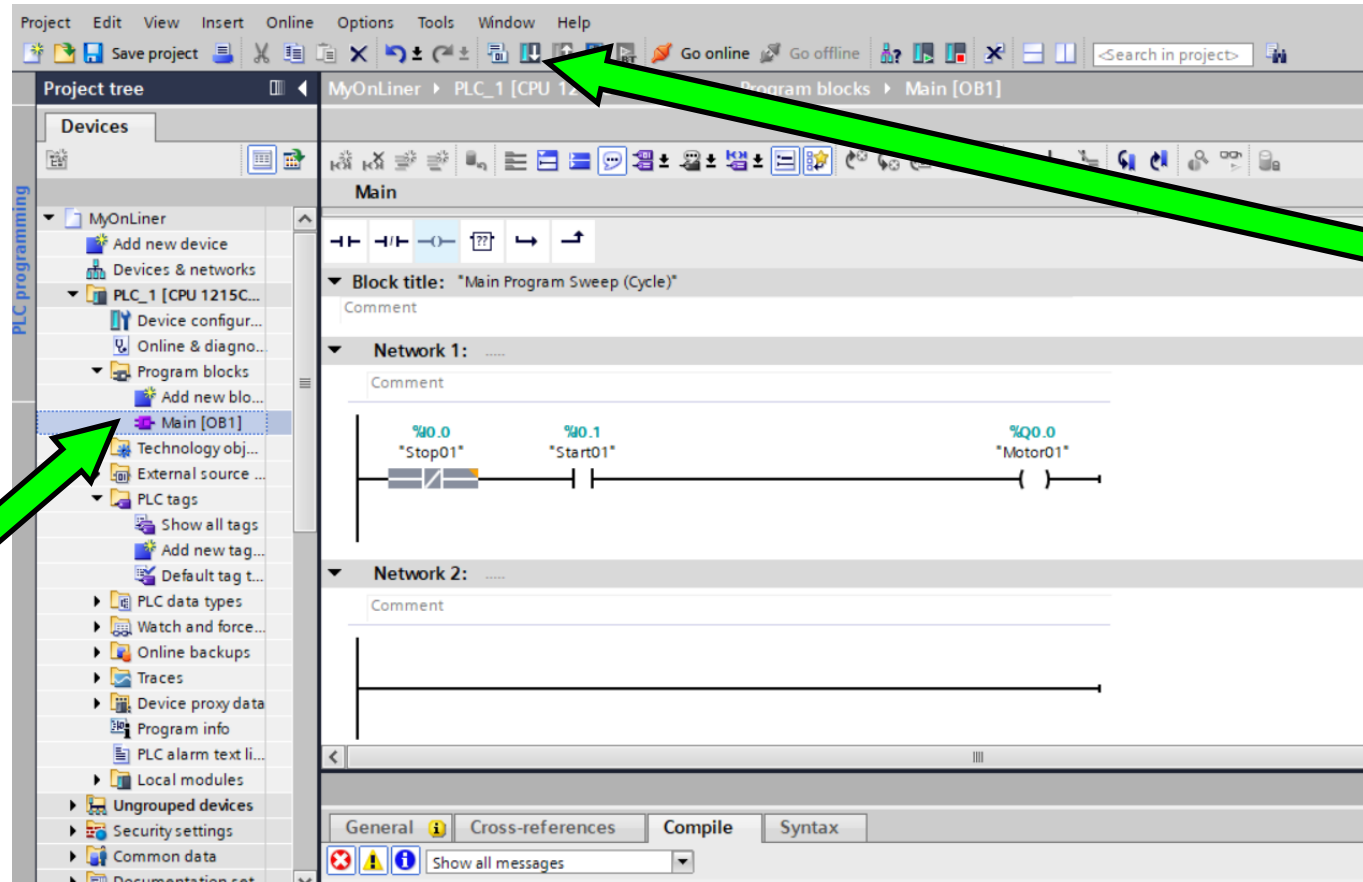 Project Edit View Insert Online Options Tools Window Help
Save project Go online Go offline <Search in project>
Project tree
MyOnLiner PLC_1 [CPU 12 Program blocks Main [OB1]
Devices
Main
PLC programming
MyOnLiner
Add new device
Devices & networks
PLC_1 [CPU 1215C...
Device configur...
Online & diagno...
Program blocks
Add new blo...
Main [OB1]
Technology obj...
External source ...
PLC tags
Show all tags
Add new tag...
Default tag t...
PLC data types
Watch and force...
Online backups
Traces
Device proxy data
Program info
PLC alarm text li...
Local modules
Ungrouped devices
Security settings
Common data
Documentation set
??
Block title: "Main Program Sweep (Cycle)"
Comment
Network 1: .....
Comment
%I0.0 %I0.1 %Q0.0
"Stop01" "Start01" "Motor01"
Network 2: .....
Comment
General Cross-references Compile Syntax
Show all messages